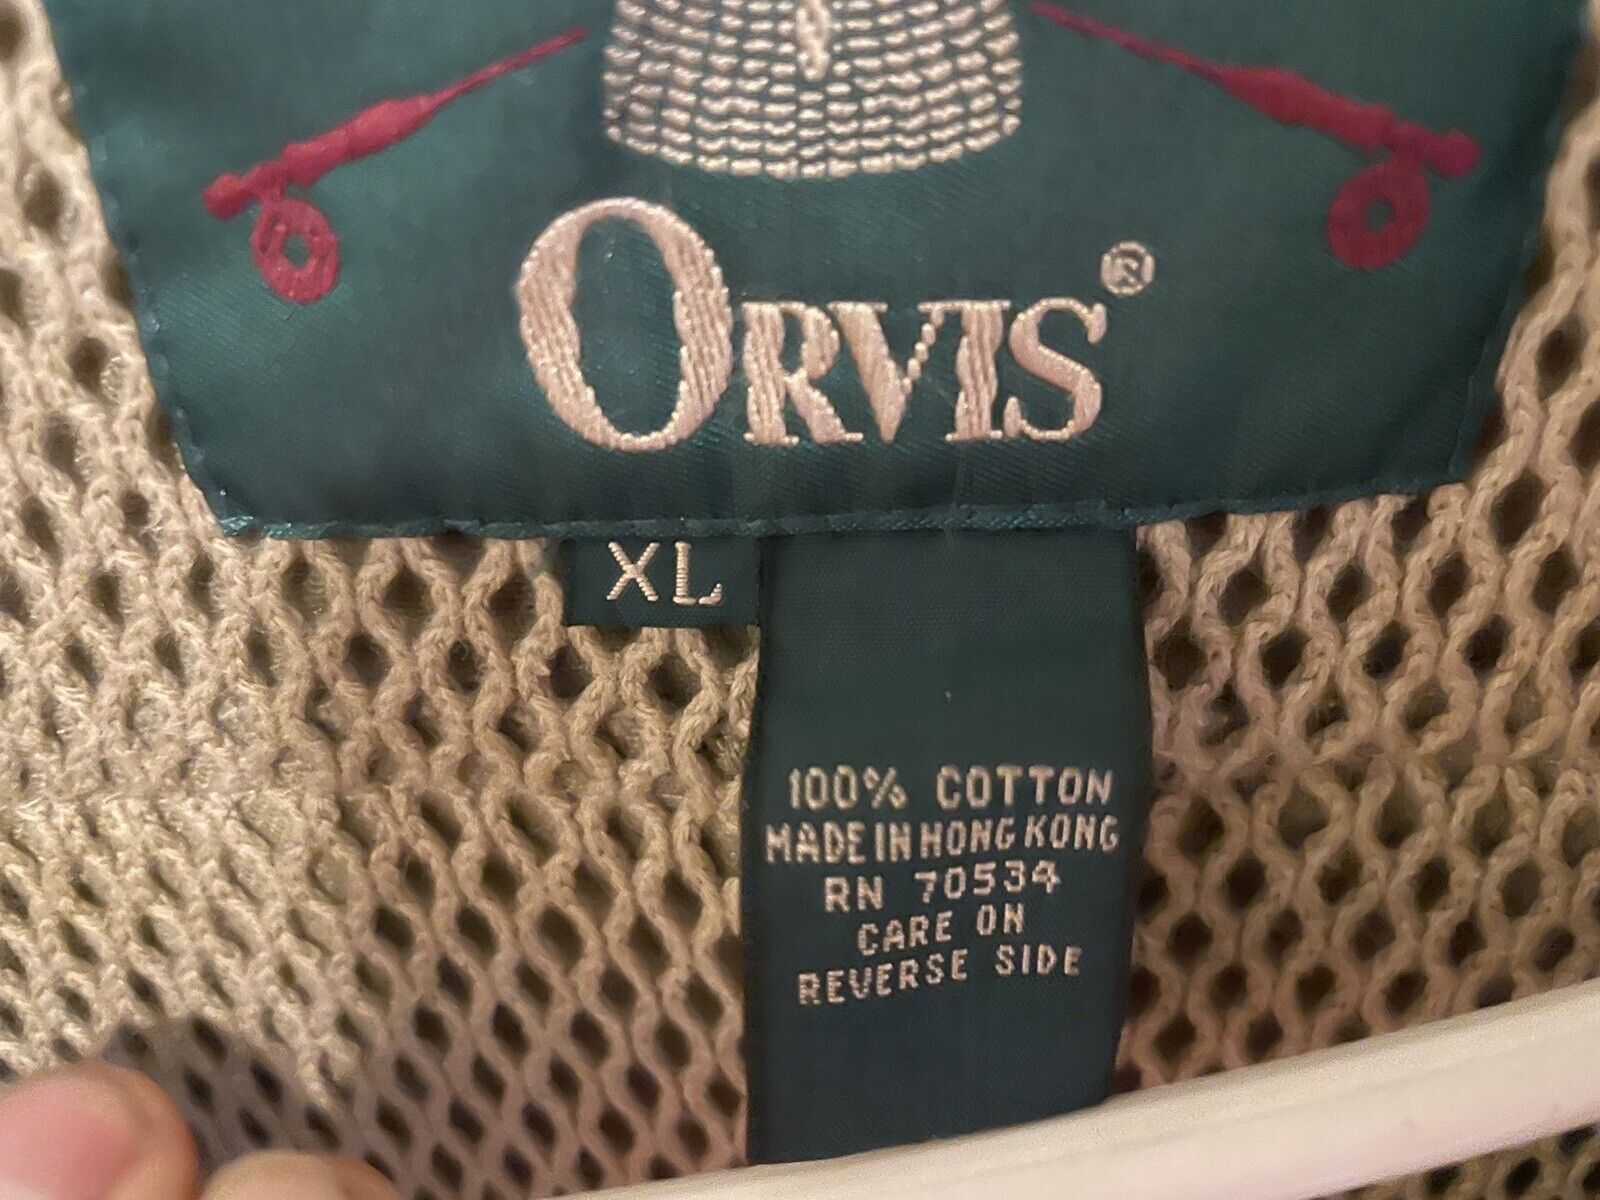 ORVIS®
XL
100% COTTON
MADE IN HONG KONG
RN 70534
CARE ON
REVERSE SIDE